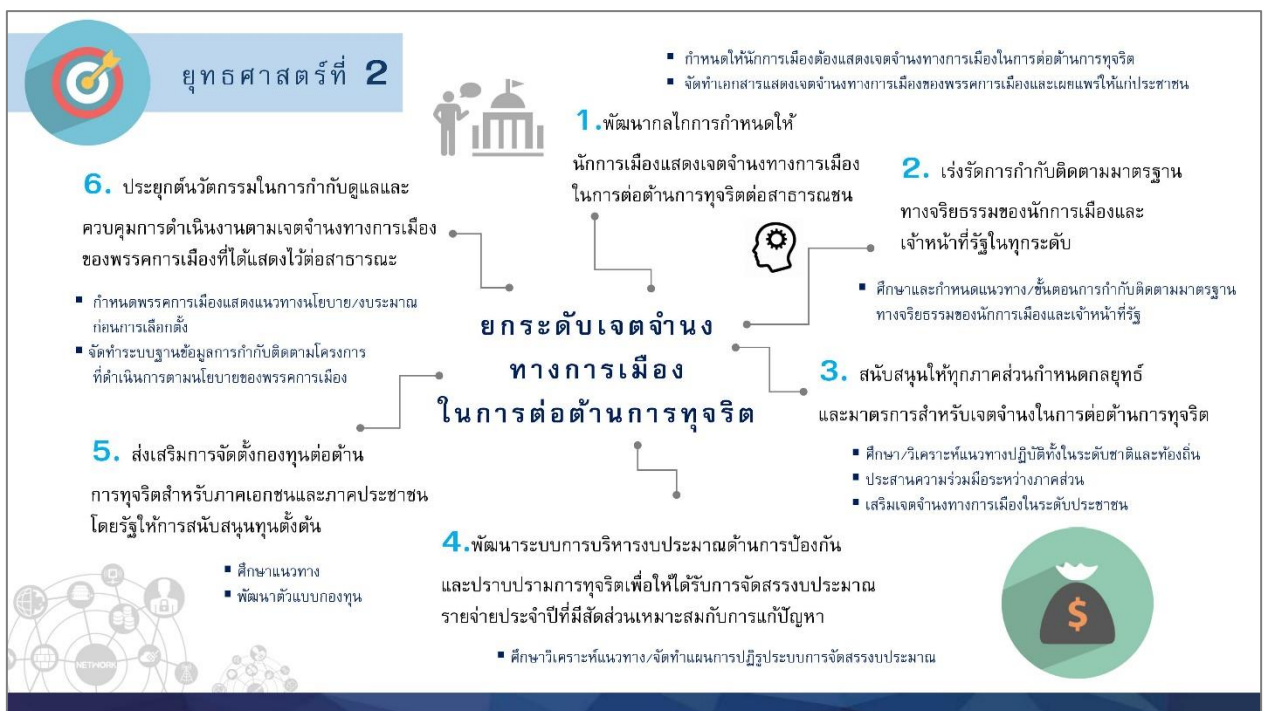 ยุทธศาสตร์ที่ 2
▪ กำหนดให้นักการเมืองต้องแสดงเจตจำนงทางการเมืองในการต่อต้านการทุจริต
▪ จัดทำเอกสารแสดงเจตจำนงทางการเมืองของพรรคการเมืองและเผยแพร่ให้แก่ประชาชน
1.พัฒนากลไกการกำหนดให้
นักการเมืองแสดงเจตจำนงทางการเมือง
ในการต่อต้านการทุจริตต่อสาธารณชน
2. เร่งรัดการกำกับติดตามมาตรฐาน
ทางจริยธรรมของนักการเมืองและ
เจ้าหน้าที่รัฐในทุกระดับ
▪ ศึกษาและกำหนดแนวทาง/ขั้นตอนการกำกับติดตามมาตรฐาน
ทางจริยธรรมของนักการเมืองและเจ้าหน้าที่รัฐ
3. สนับสนุนให้ทุกภาคส่วนกำหนดกลยุทธ์
และมาตรการสำหรับเจตจำนงในการต่อต้านการทุจริต
▪ ศึกษา/วิเคราะห์แนวทางปฏิบัติทั้งในระดับชาติและท้องถิ่น
▪ ประสานความร่วมมือระหว่างภาคส่วน
▪ เสริมเจตจำนงทางการเมืองในระดับประชาชน
ยกระดับเจตจำนง
ทางการเมือง
ในการต่อต้านการทุจริต
4.พัฒนาระบบการบริหารงบประมาณด้านการป้องกัน
และปราบปรามการทุจริตเพื่อให้ได้รับการจัดสรรงบประมาณ
รายจ่ายประจำปีที่มีสัดส่วนเหมาะสมกับการแก้ปัญหา
▪ ศึกษาวิเคราะห์แนวทาง/จัดทำแผนการปฏิรูประบบการจัดสรรงบประมาณ
5. ส่งเสริมการจัดตั้งกองทุนต่อต้าน
การทุจริตสำหรับภาคเอกชนและภาคประชาชน
โดยรัฐให้การสนับสนุนทุนตั้งต้น
▪ ศึกษาแนวทาง
▪ พัฒนาตัวแบบกองทุน
6. ประยุกต์นวัตกรรมในการกำกับดูแลและ
ควบคุมการดำเนินงานตามเจตจำนงทางการเมือง
ของพรรคการเมืองที่ได้แสดงไว้ต่อสาธารณะ
▪ กำหนดพรรคการเมืองแสดงแนวทางนโยบาย/งบประมาณ
ก่อนการเลือกตั้ง
▪ จัดทำระบบฐานข้อมูลการกำกับติดตามโครงการ
ที่ดำเนินการตามนโยบายของพรรคการเมือง
NETWORK
$